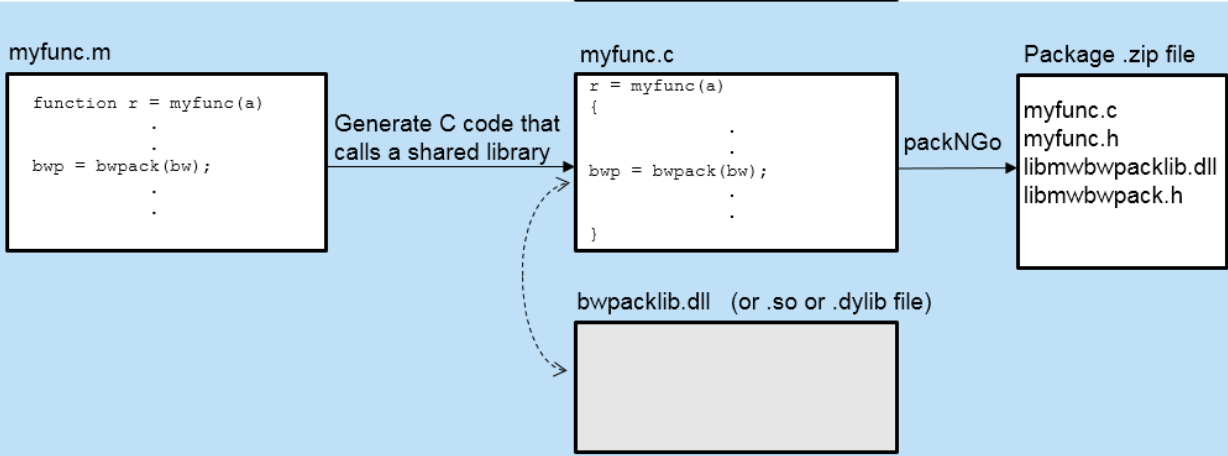 myfunc.m
function r = myfunc(a)
.
.
bwp = bwpack(bw);
.
.
Generate C code that
calls a shared library
myfunc.c
r = myfunc(a)
{
.
.
bwp = bwpack(bw);
.
.
}
packNGo
Package .zip file
myfunc.c
myfunc.h
libmwbwpacklib.dll
libmwbwpack.h
bwpacklib.dll (or .so or .dylib file)